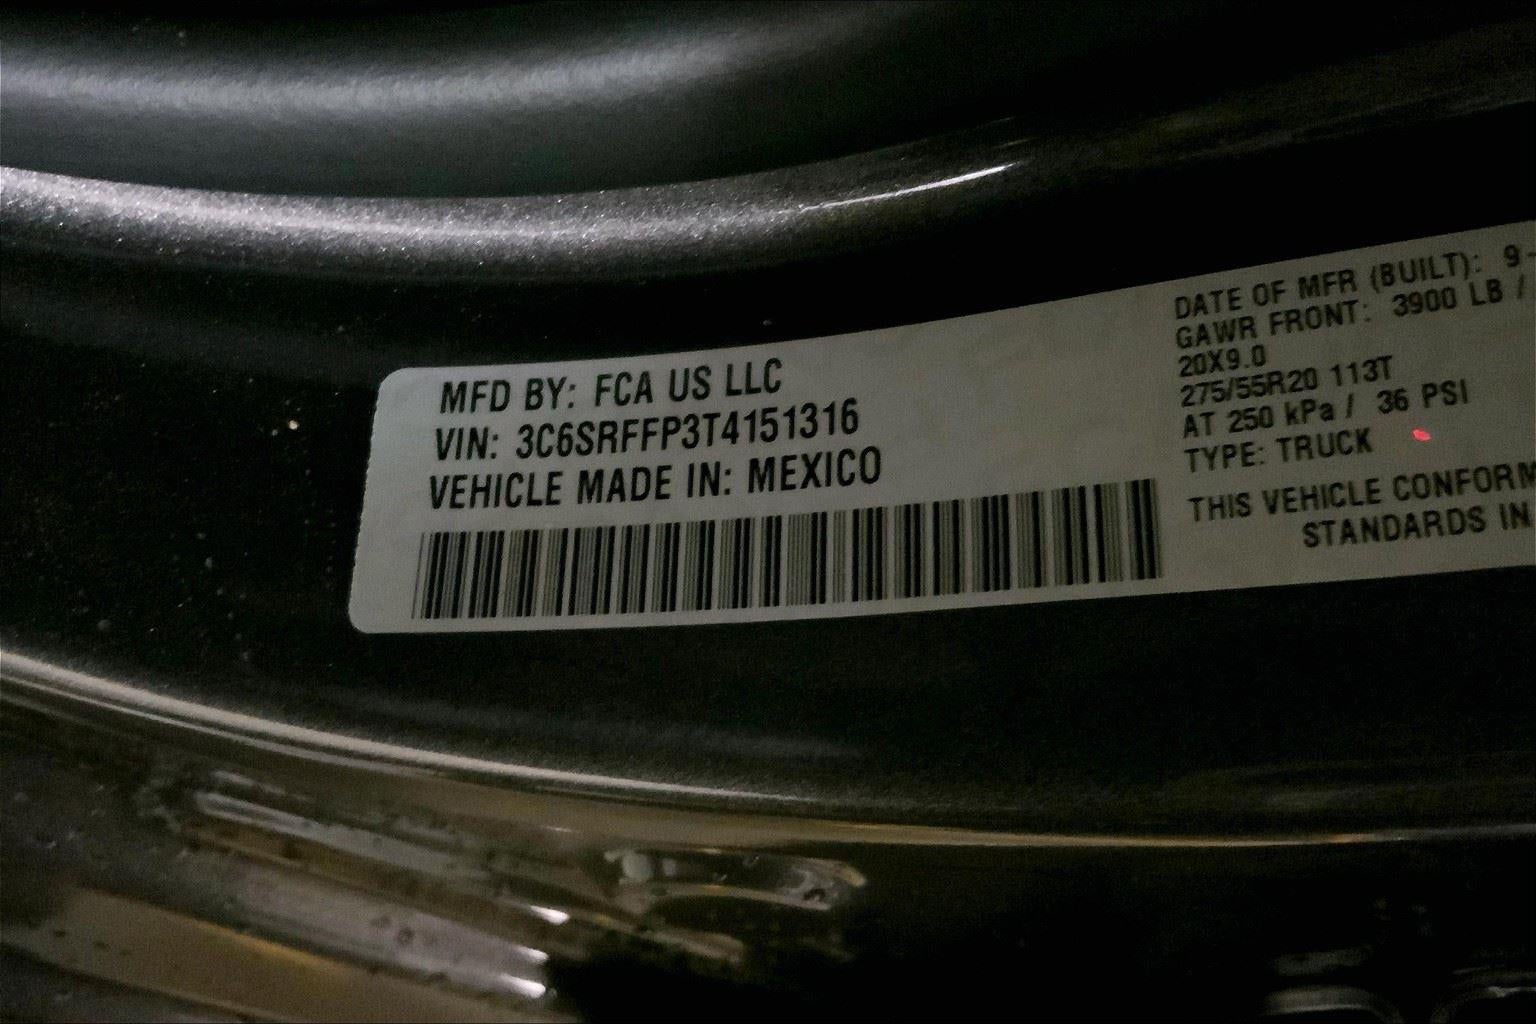 MFD BY: FCA US LLC
VIN: 3C6SRFFP3T4151316
VEHICLE MADE IN: MEXICO
DATE OF MFR (BUILT): 9-
GAWR FRONT: 3900 LB /
20X9.0
275/55R20 113T
AT 250 kPa / 36 PSI
TYPE: TRUCK
THIS VEHICLE CONFORM
STANDARDS IN